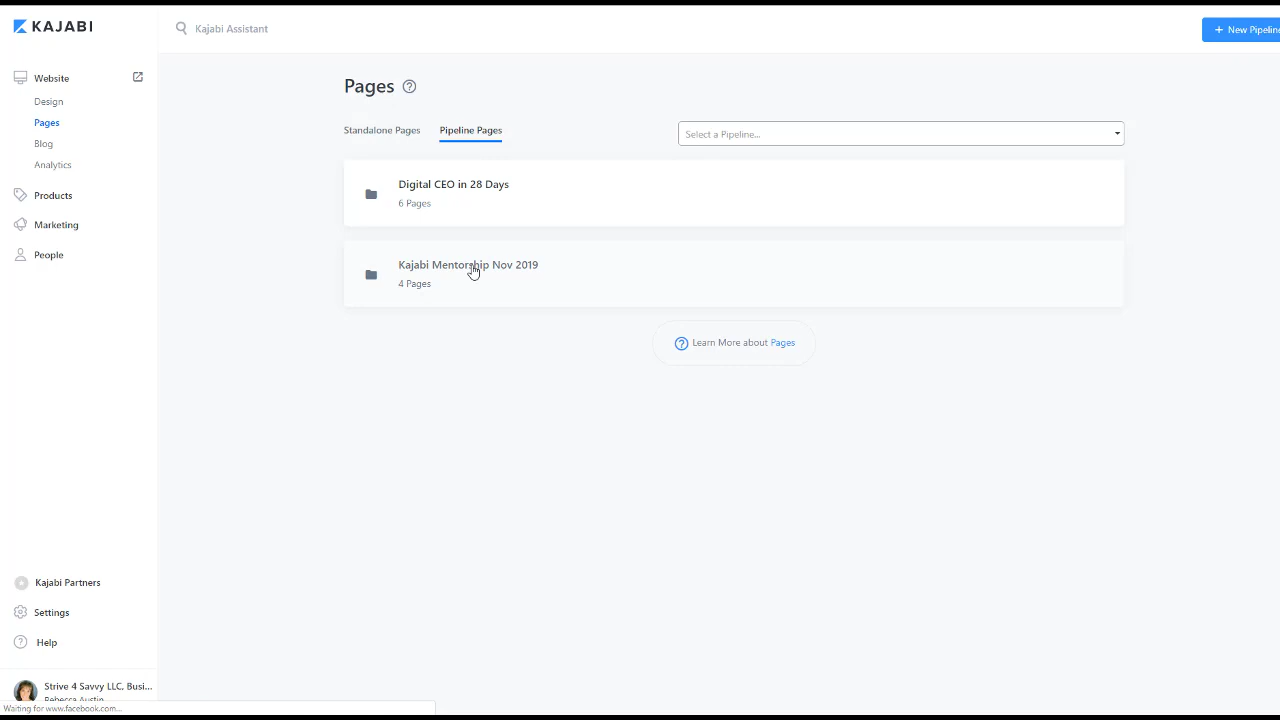 KAJABI
Kajabi Assistant
+ New Pipeline
Website
Design
Pages
Blog
Analytics
Products
Marketing
People
Pages
Standalone Pages
Pipeline Pages
Select a Pipeline...
Digital CEO in 28 Days
6 Pages
Kajabi Mentorship Nov 2019
4 Pages
Learn More about Pages
Kajabi Partners
Settings
Help
Strive 4 Savvy LLC, Busi...
Rebecca Austin
Waiting for www.facebook.com...